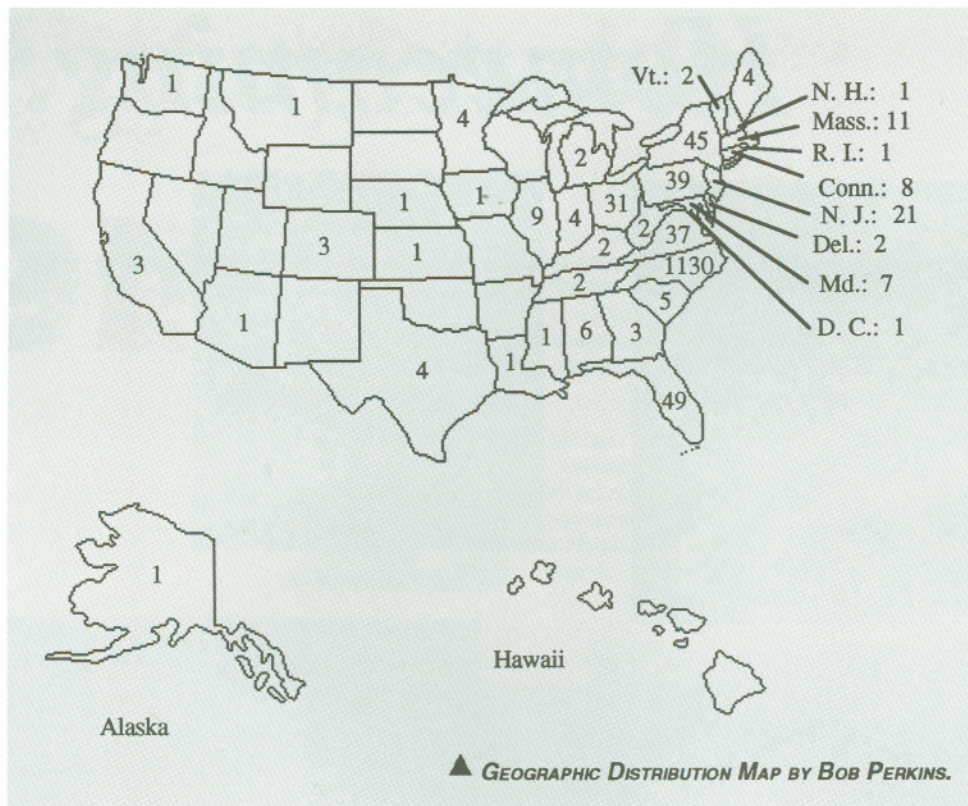 Vt.: 2
4
1
1
4
N. H.: 1
Mass.: 11
R. I.: 1
Conn.: 8
N. J.: 21
Del.: 2
Md.: 7
D. C.: 1
45
2
39
1
1
9
4
31
2
37
3
3
1
2
1130
2
5
1
4
1
1
6
3
49
1
Alaska
Hawaii
▲ GEOGRAPHIC DISTRIBUTION MAP BY BOB PERKINS.